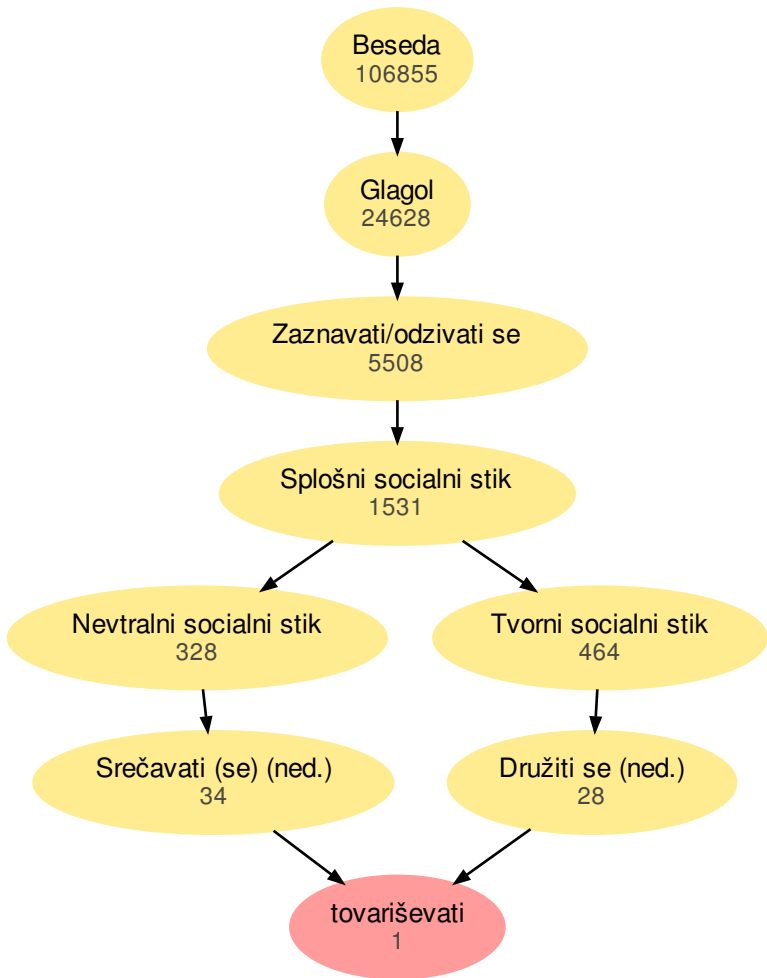 Beseda
106855
Glagol
24628
Zaznavati/odzivati se
5508
Splošni socialni stik
1531
Nevtralni socialni stik
328
Tvorni socialni stik
464
Srečavati (se) (ned.)
34
Družiti se (ned.)
28
tovariševati
1